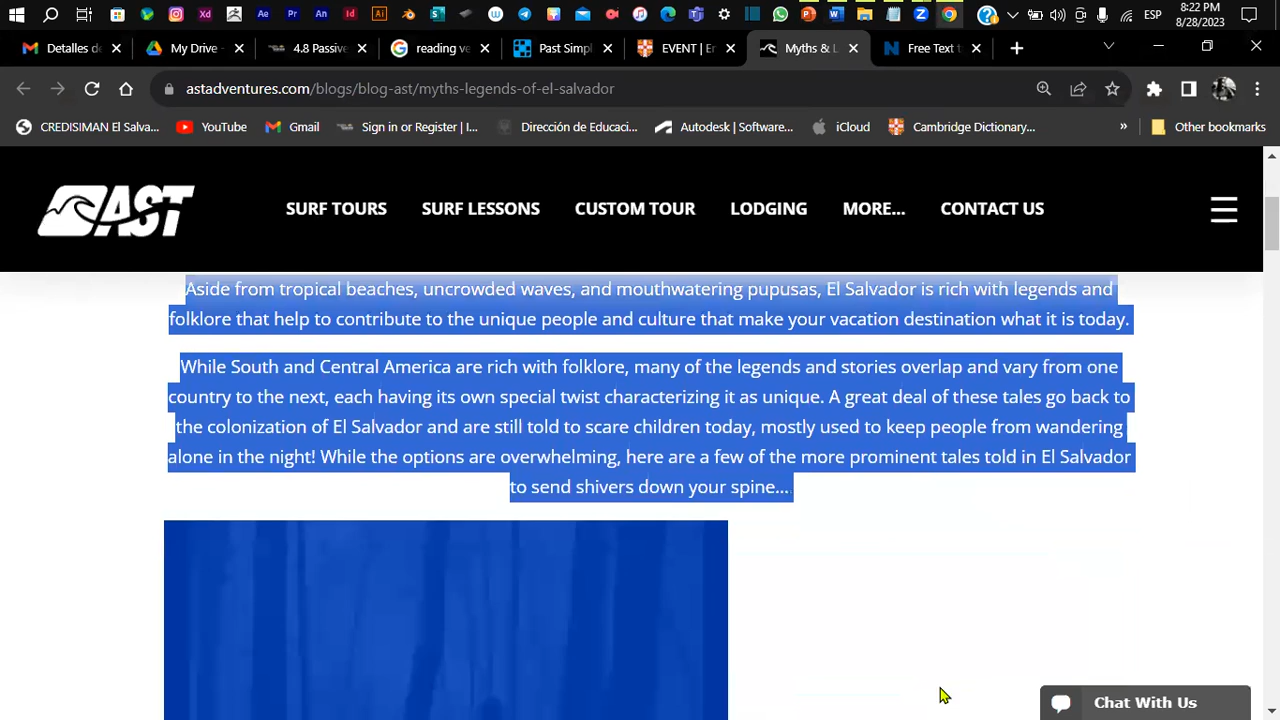 8:22 PM
ESP
8/28/2023
Detalles de
My Drive -
4.8 Passive
reading ve
Past Simpl
EVENT | Er
Myths & L
Free Text t
astadventures.com/blogs/blog-ast/myths-legends-of-el-salvador
CREDISIMAN El Salva...
YouTube
Gmail
Sign in or Register | I...
Dirección de Educaci...
Autodesk | Software...
iCloud
Cambridge Dictionary...
»
Other bookmarks
AST
SURF TOURS
SURF LESSONS
CUSTOM TOUR
LODGING
MORE...
CONTACT US
Aside from tropical beaches, uncrowded waves, and mouthwatering pupusas, El Salvador is rich with legends and
folklore that help to contribute to the unique people and culture that make your vacation destination what it is today.
While South and Central America are rich with folklore, many of the legends and stories overlap and vary from one
country to the next, each having its own special twist characterizing it as unique. A great deal of these tales go back to
the colonization of El Salvador and are still told to scare children today, mostly used to keep people from wandering
alone in the night! While the options are overwhelming, here are a few of the more prominent tales told in El Salvador
to send shivers down your spine...
Chat With Us